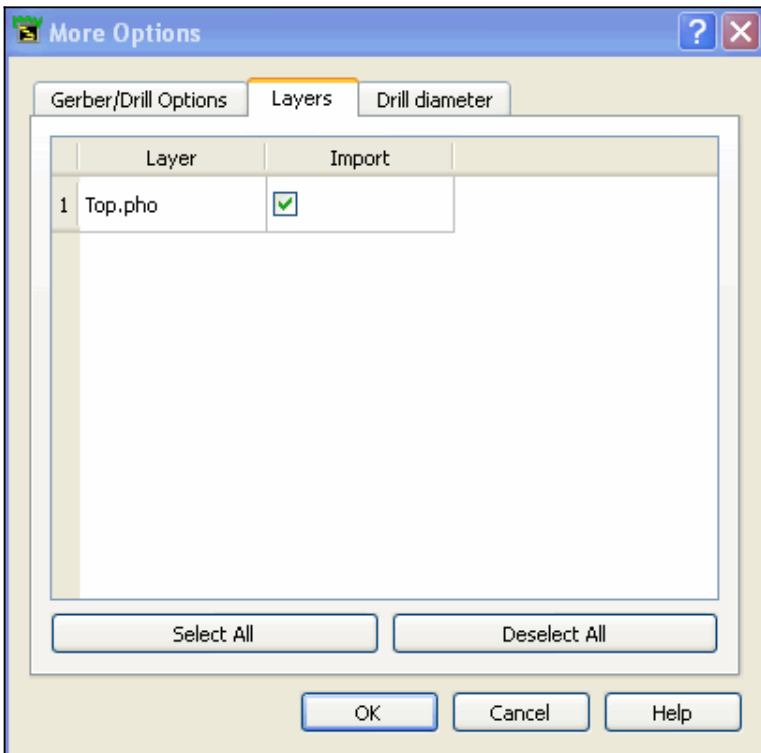 More Options
Gerber/Drill Options Layers Drill diameter
Layer Import
1 Top.pho
Select All Deselect All
OK Cancel Help